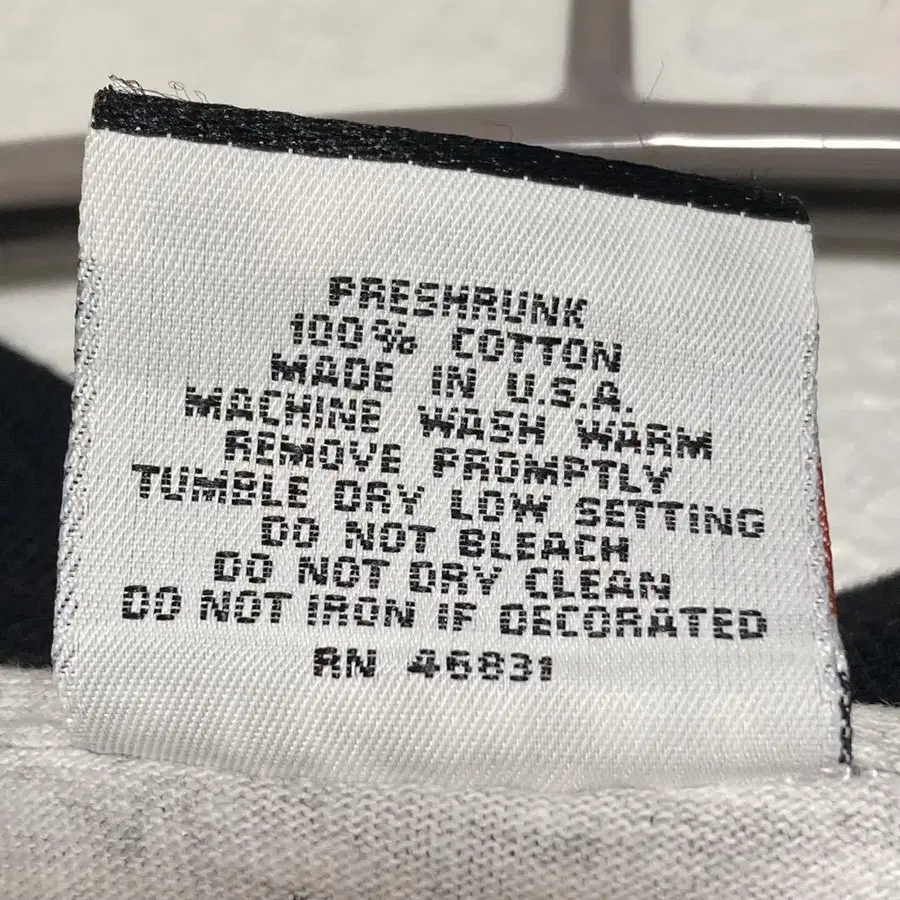 PRESHRUNK
100% COTTON
MADE IN U.S.A.
MACHINE WASH WARM
REMOVE PROMPTLY
TUMBLE DRY LOW SETTING
DO NOT BLEACH
DO NOT DRY CLEAN
DO NOT IRON IF DECORATED
RN 46831